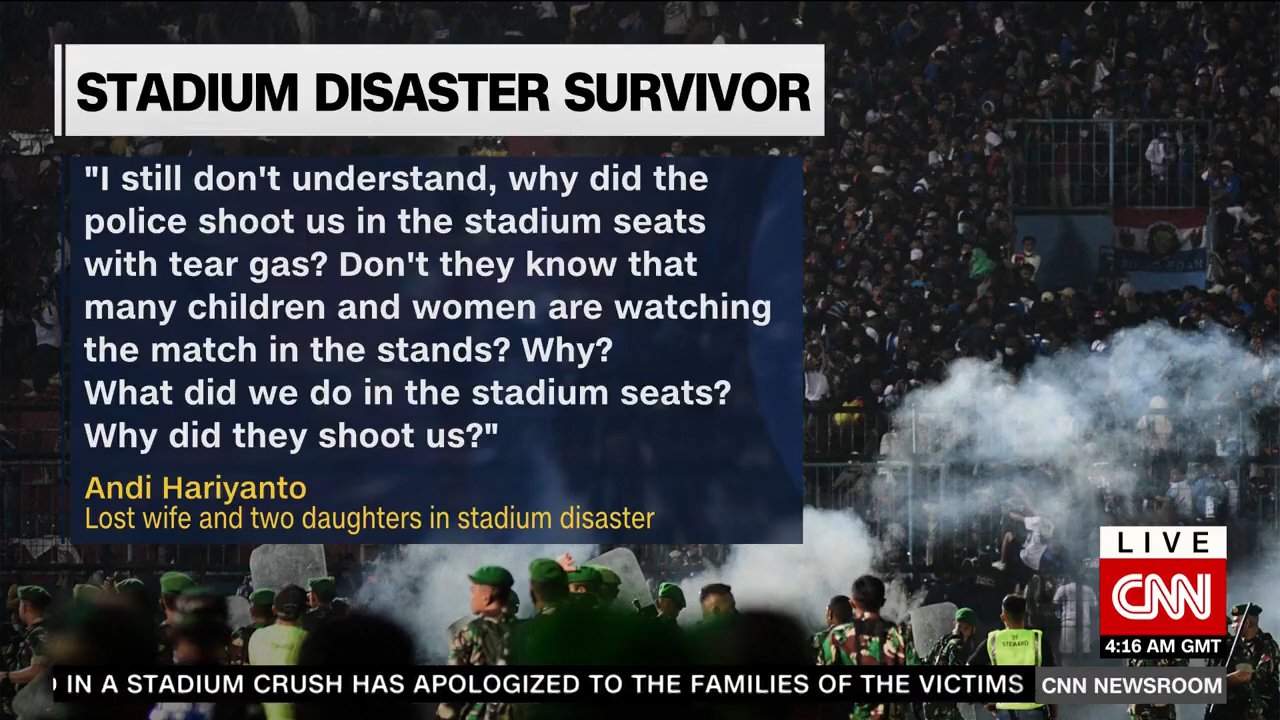 STADIUM DISASTER SURVIVOR
"I still don't understand, why did the
police shoot us in the stadium seats
with tear gas? Don't they know that
many children and women are watching
the match in the stands? Why?
What did we do in the stadium seats?
Why did they shoot us?"
Andi Hariyanto
Lost wife and two daughters in stadium disaster
LIVE
CNN
4:16 AM GMT
STEWARD
IN A STADIUM CRUSH HAS APOLOGIZED TO THE FAMILIES OF THE VICTIMS
CNN NEWSROOM